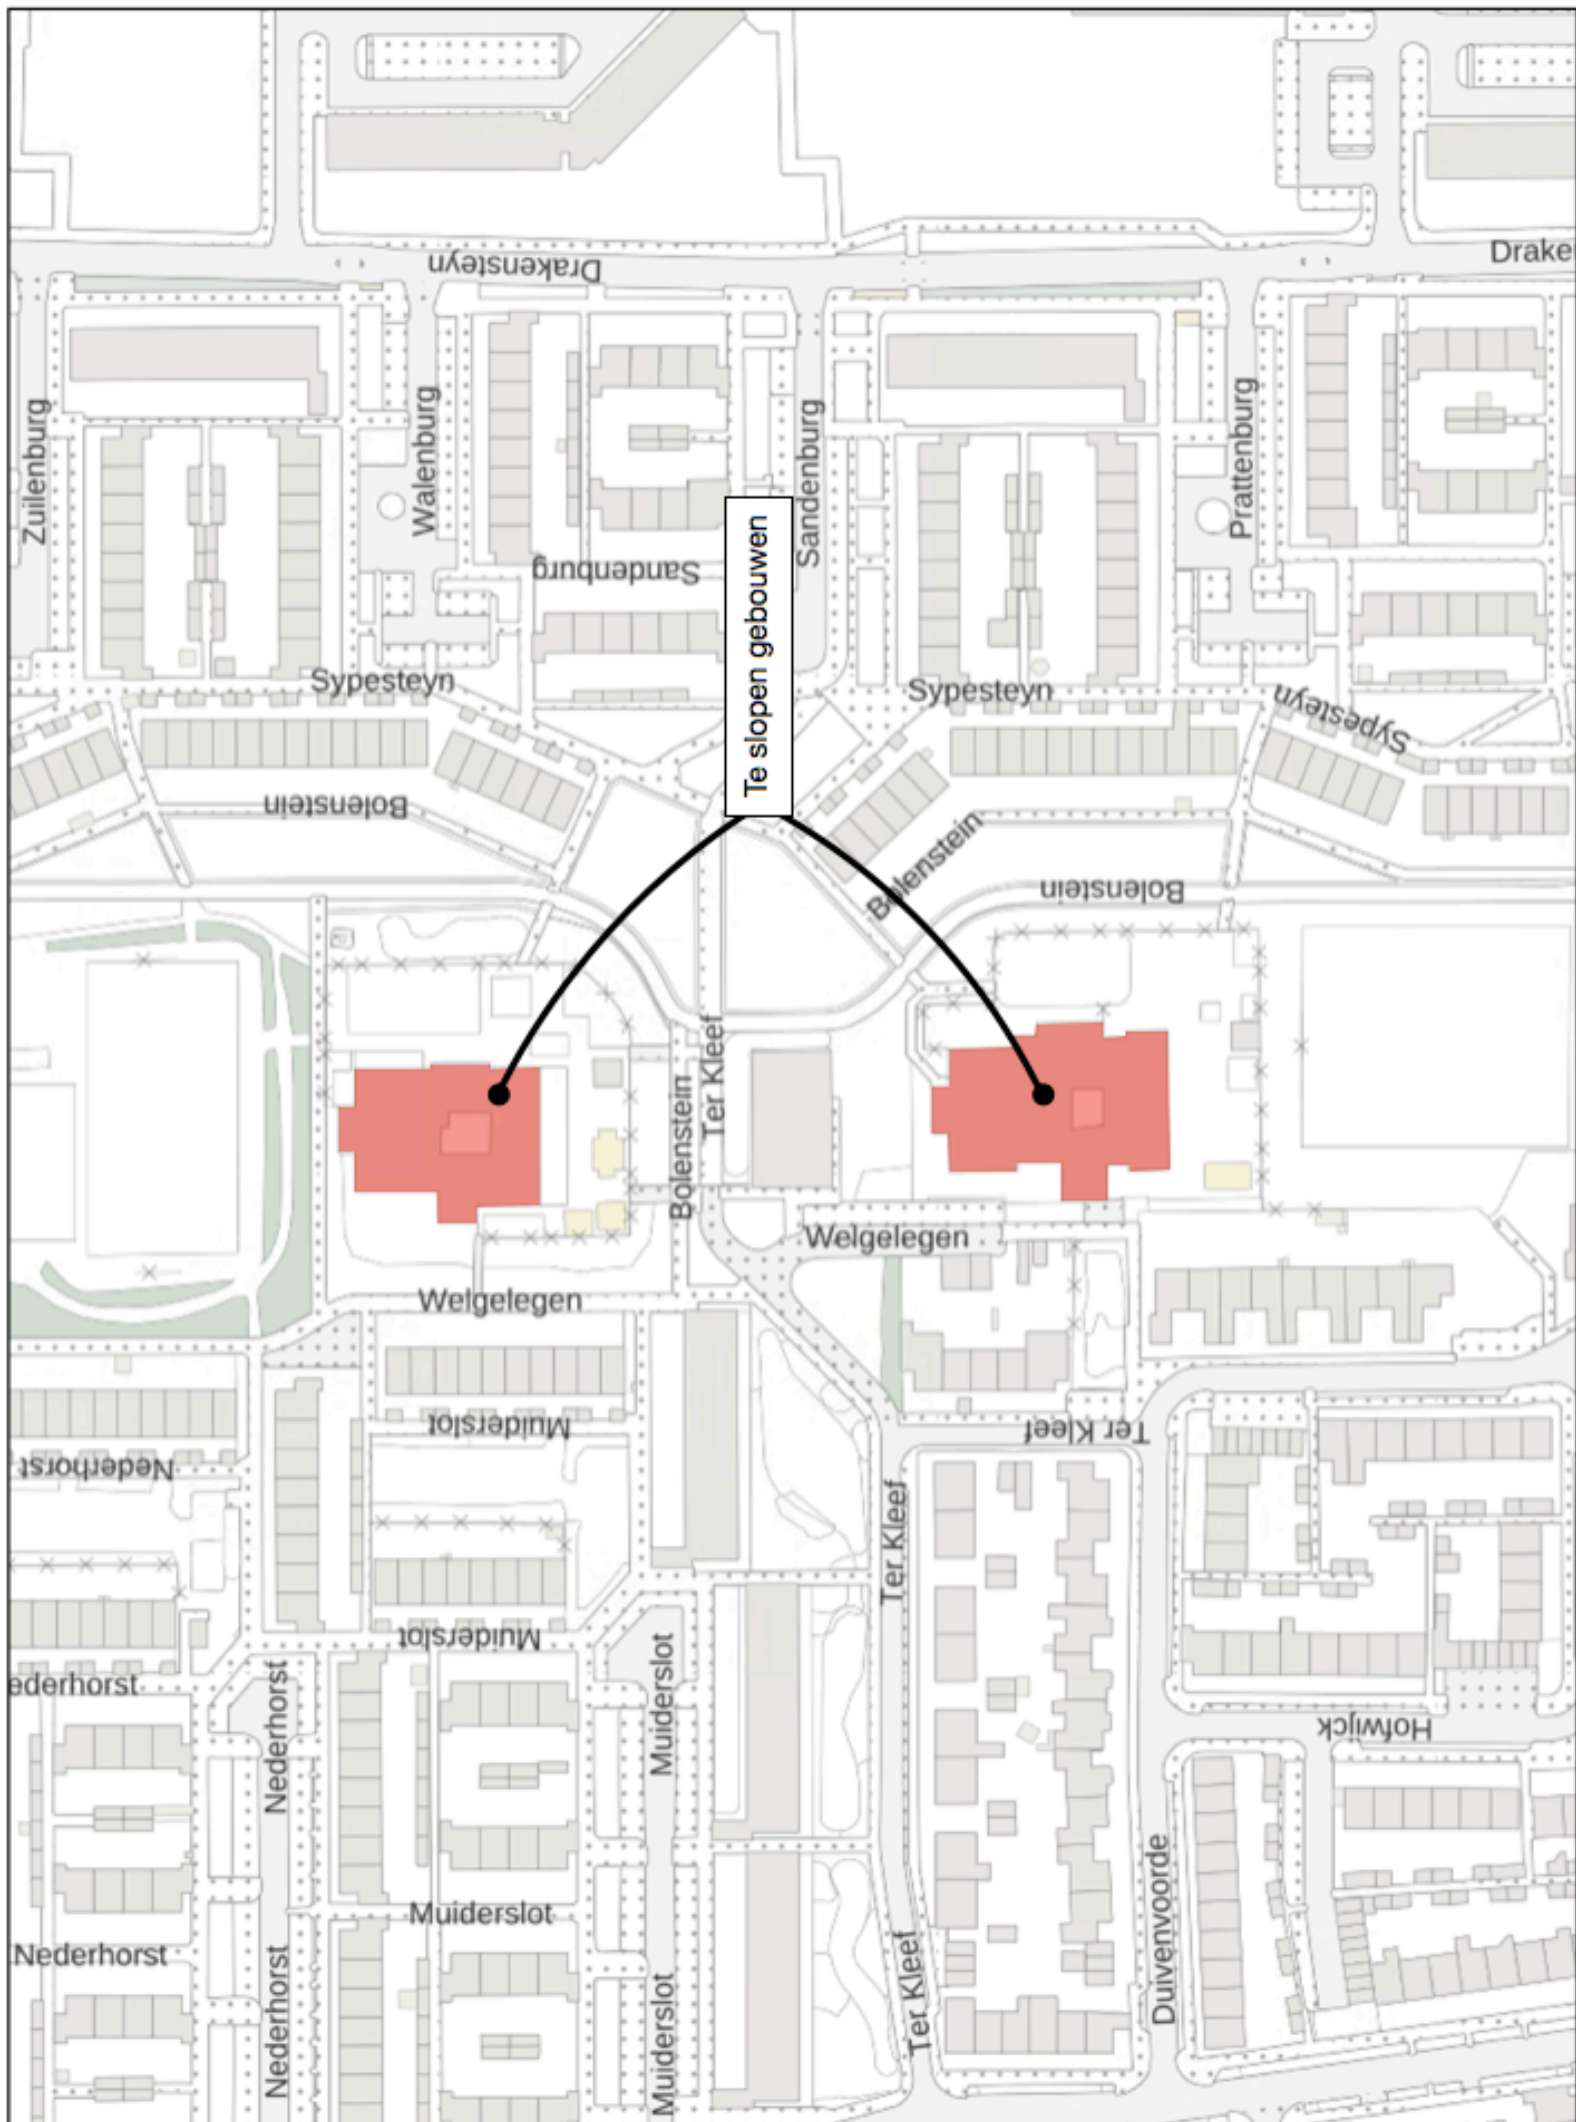 Drakensteyn
Drake
Zuilenburg
Walenburg
Sandenburg
Prattenburg
Sandenburg
Te slopen gebouwen
Sypesteyn
Sypesteyn
Sypesteyn
Bolenstein
Bolenstein
Bolenstein
Bolenstein
Ter Kleef
Welgelegen
Welgelegen
Muiderslot
Ter Kleef
Nederhorst
Ter Kleef
Muiderslot
ederhorst
Nederhorst
Muiderslot
Hofwijck
Muiderslot
Duivenvoorde
Nederhorst
Nederhorst
Muiderslot
Ter Kleef